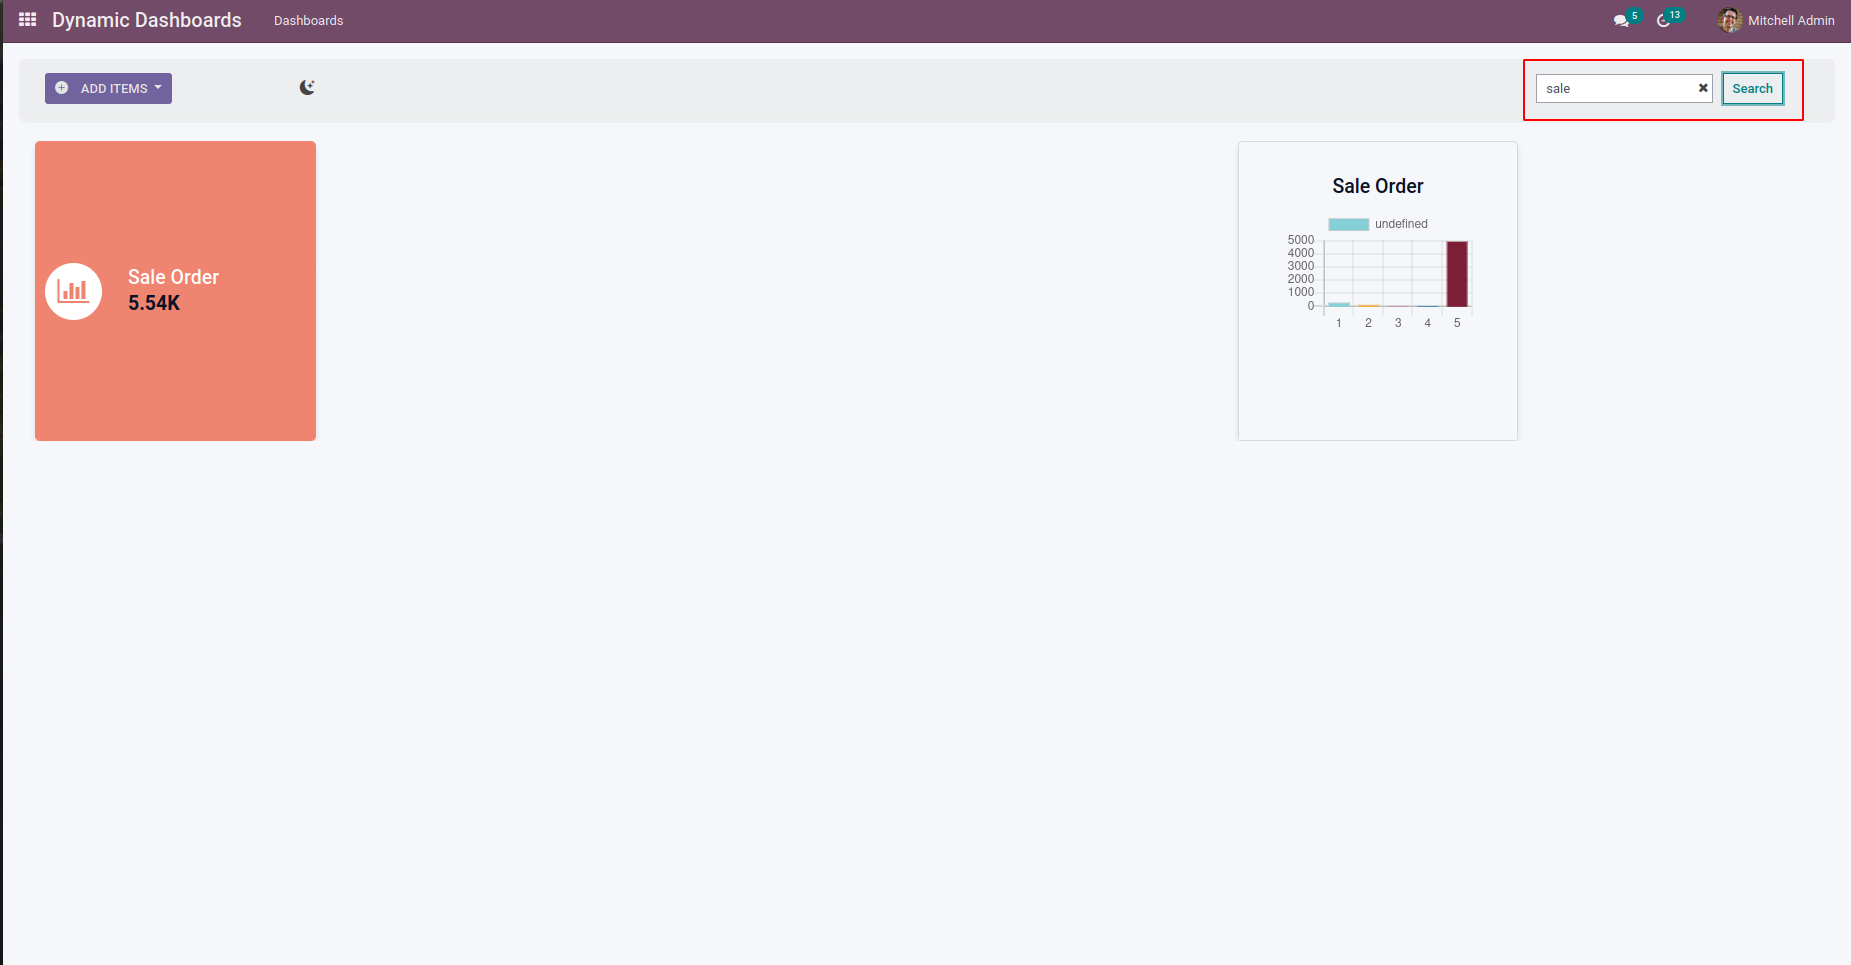 Dynamic Dashboards
Dashboards
5
13
Mitchell Admin
ADD ITEMS
sale
Search
Sale Order
5.54K
Sale Order
undefined
5000
4000
3000
2000
1000
0
1 2 3 4 5